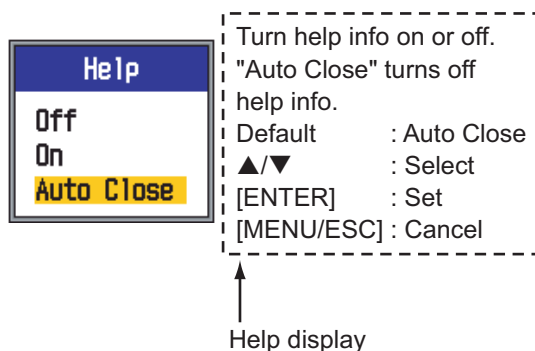 Help
Off
On
Auto Close
Turn help info on or off.
"Auto Close" turns off
help info.
Default : Auto Close
▲/▼ : Select
[ENTER] : Set
[MENU/ESC] : Cancel
Help display